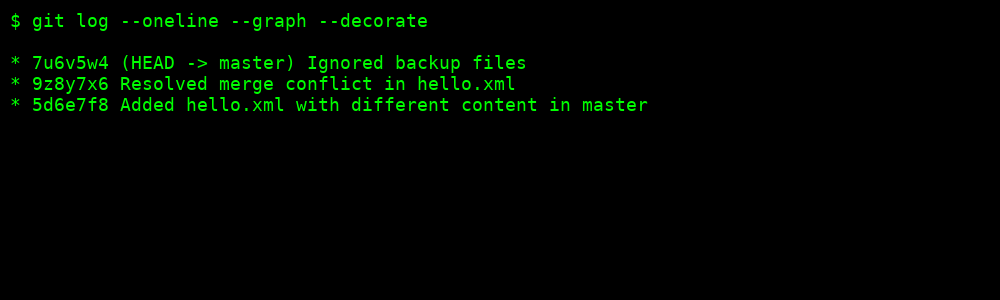 $ git log --oneline --graph --decorate
* 7u6v5w4 (HEAD -> master) Ignored backup files
* 9z8y7x6 Resolved merge conflict in hello.xml
* 5d6e7f8 Added hello.xml with different content in master